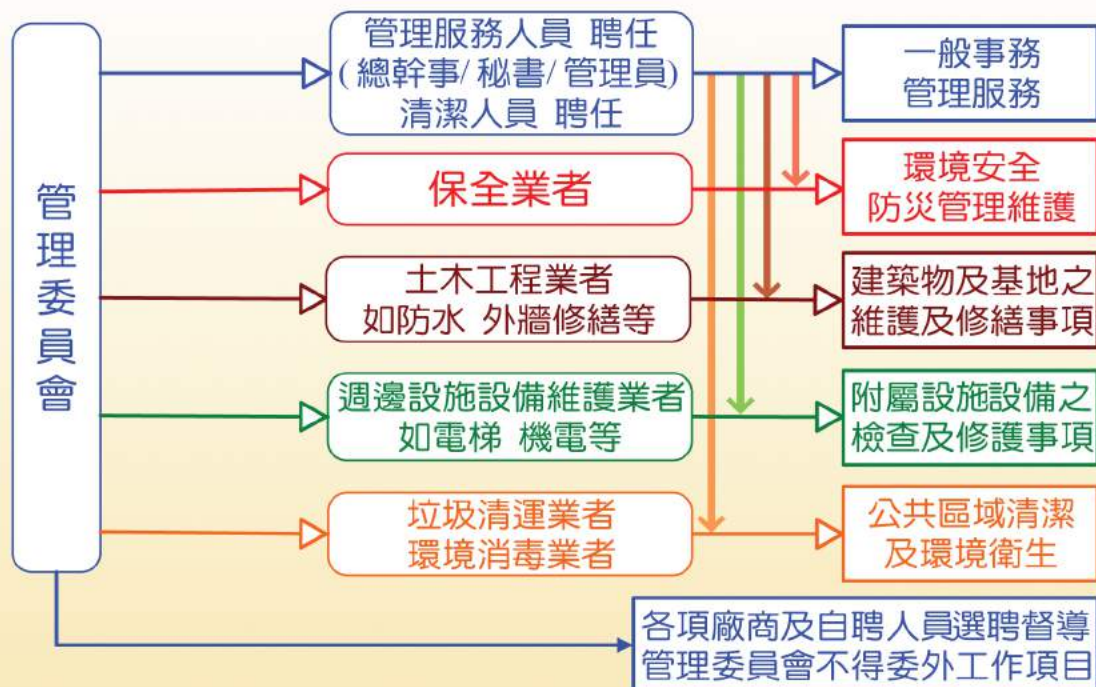 管理委員會
管理服務人員 聘任
(總幹事/秘書/管理員)
清潔人員 聘任
一般事務
管理服務
保全業者
環境安全
防災管理維護
土木工程業者
如防水 外牆修繕等
建築物及基地之
維護及修繕事項
週邊設施設備維護業者
如電梯 機電等
附屬設施設備之
檢查及修護事項
垃圾清運業者
環境消毒業者
公共區域清潔
及環境衛生
各項廠商及自聘人員選聘督導
管理委員會不得委外工作項目